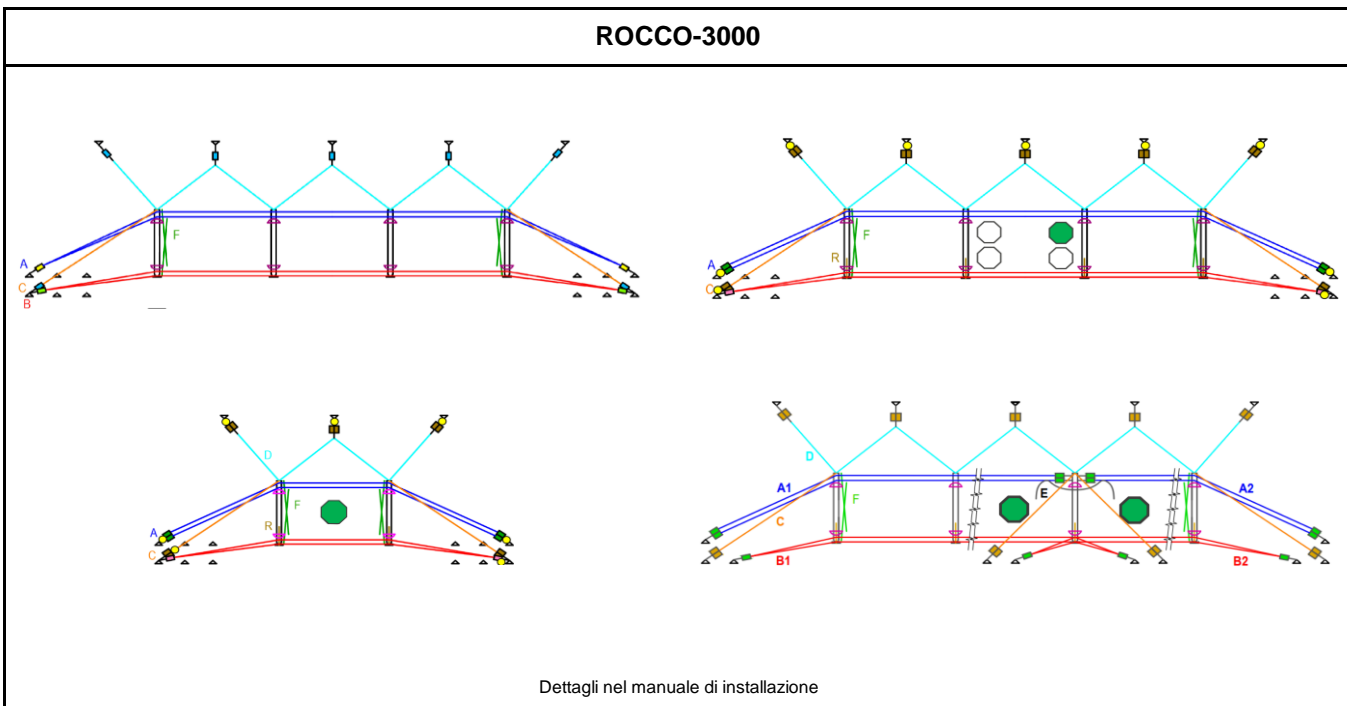 ROCCO-3000
F
A
C
B
F
R
A
C
D
F
R
A
C
D
A1
F
E
A2
C
B1
B2
Dettagli nel manuale di installazione